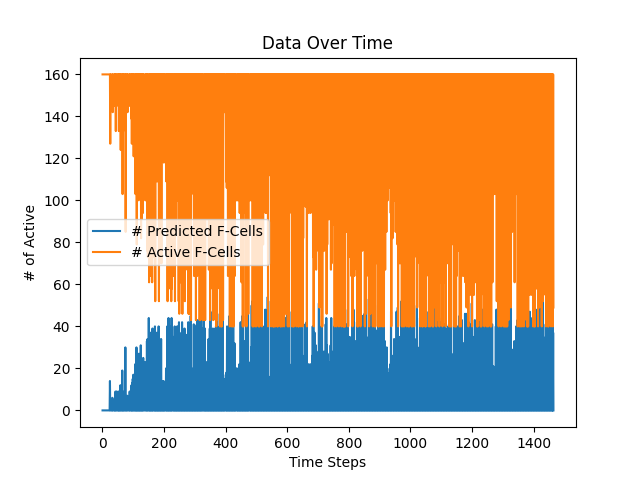 Data Over Time
160
140
120
100
80
60
40
20
0
# of Active
# Predicted F-Cells
# Active F-Cells
0 200 400 600 800 1000 1200 1400
Time Steps